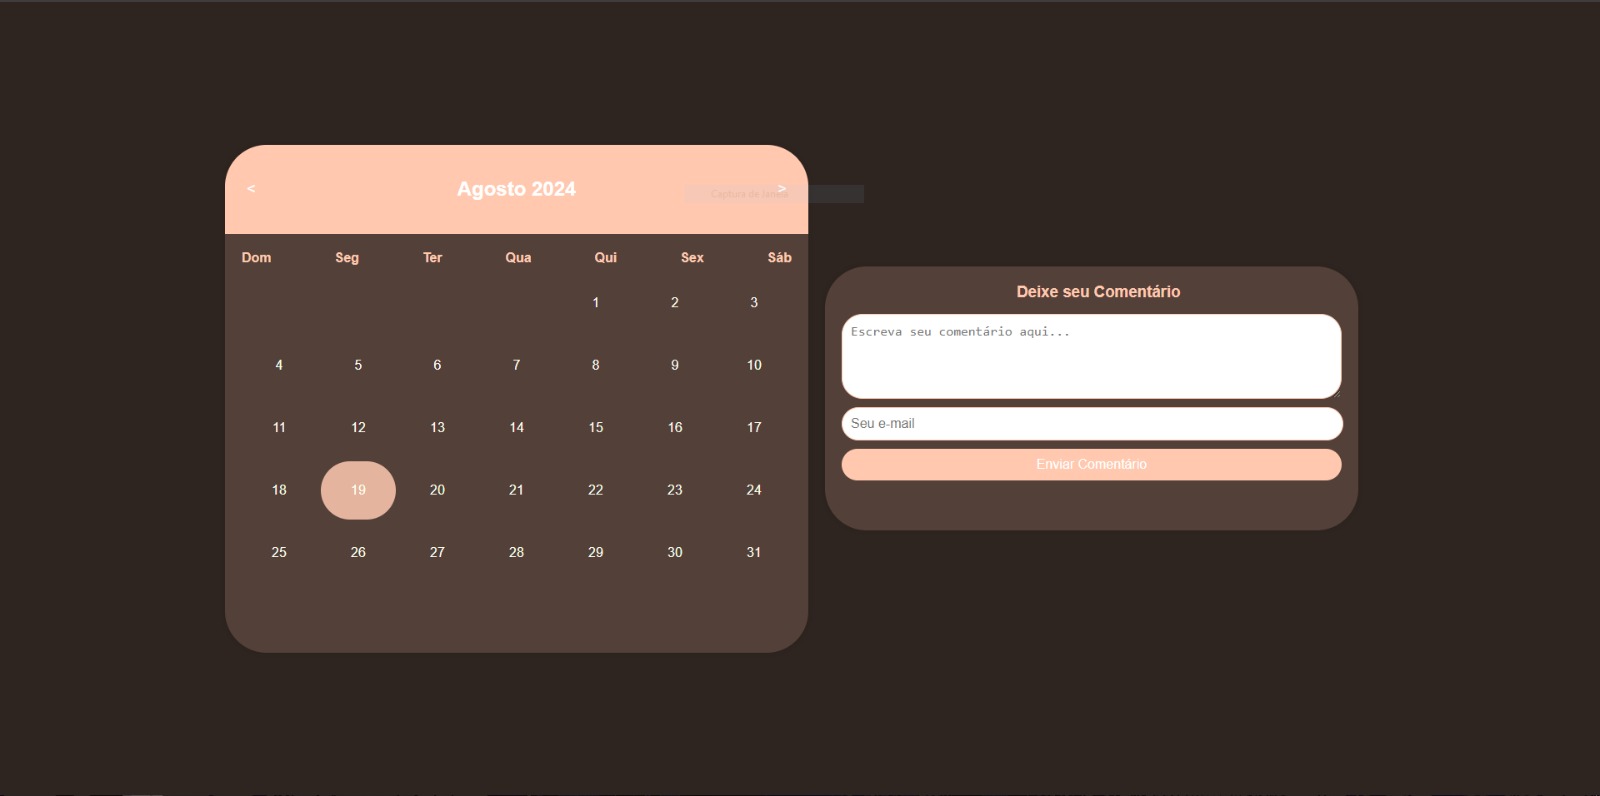 < Agosto 2024 >
Captura de janela
Dom Seg Ter Qua Qui Sex Sáb
1 2 3
4 5 6 7 8 9 10
11 12 13 14 15 16 17
18 19 20 21 22 23 24
25 26 27 28 29 30 31
Deixe seu Comentário
Escreva seu comentário aqui...
Seu e-mail
Enviar Comentário